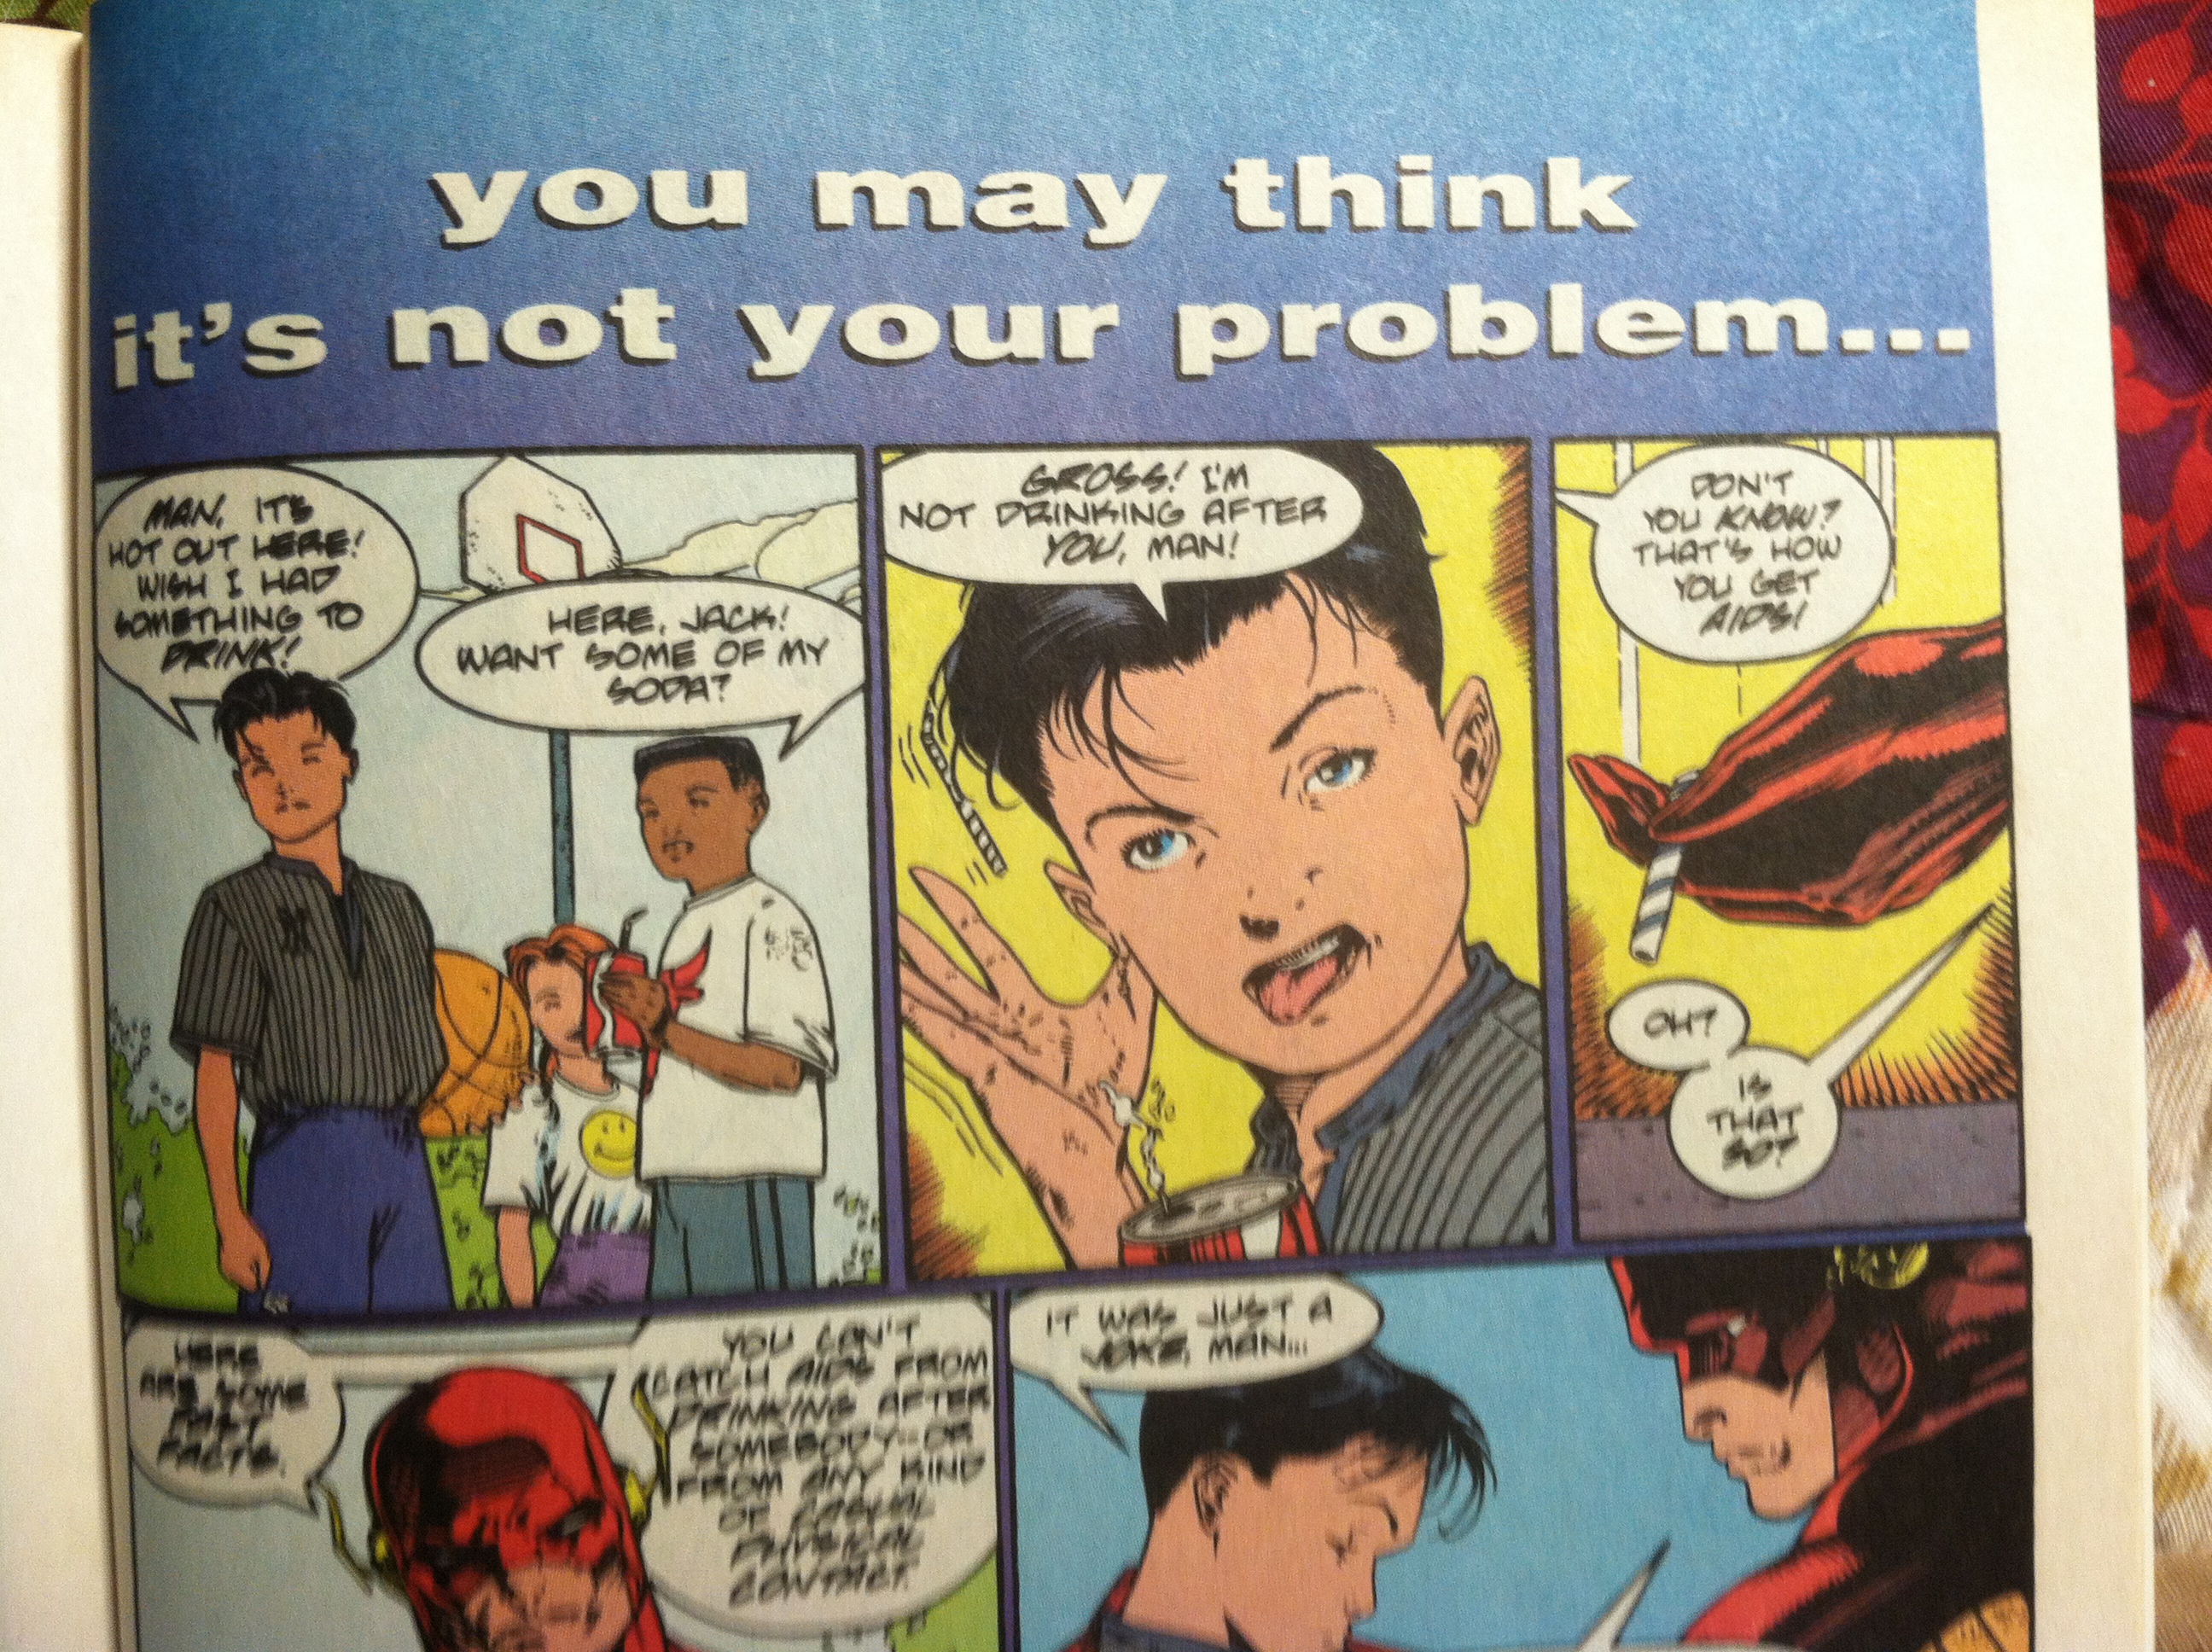 you may think
it's not your problem...
MAN, IT'S
HOT OUT HERE!
WISH I HAD
SOMETHING TO
DRINK!
HERE, JACK!
WANT SOME OF MY
SODA?
GROSS! I'M
NOT DRINKING AFTER
YOU, MAN!
DON'T
YOU KNOW?
THAT'S HOW
YOU GET
AIDS!
OH?
IS
THAT
SO?
HERE
ARE SOME
FAST
FACTS.
YOU CAN'T
CATCH AIDS FROM
DRINKING AFTER
SOMEBODY--OR
FROM ANY KIND
OF CASUAL
PHYSICAL
CONTACT.
IT WAS JUST A
JOKE, MAN...